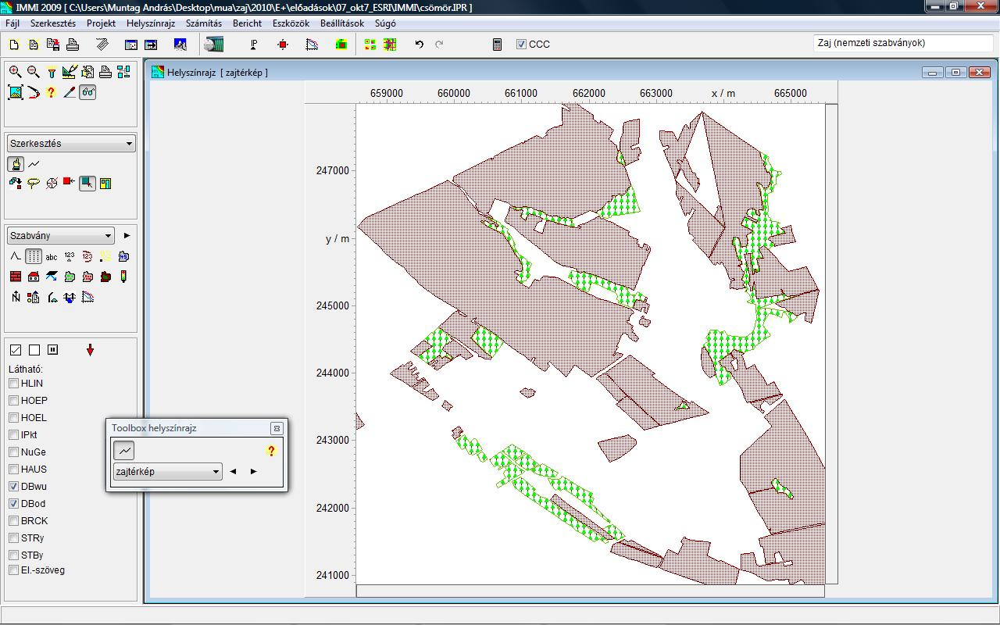 IMMI 2009 [ C:\Users\Muntag András\Desktop\mua\zaj\2010\E+\előadások\07_okt7_ESRI\IMMI\csömör.IPR ]
Fájl Szerkesztés Projekt Helyszínrajz Számítás Bericht Eszközök Beállítások Súgó
CCC
Zaj (nemzeti szabványok)
Helyszínrajz [ zajtérkép ]
659000 660000 661000 662000 663000 x / m 665000
247000
y / m
245000
244000
243000
242000
241000
Szerkesztés
Szabvány
abc 123 123
Látható:
HLIN
HOEP
HOEL
IPkt
NuGe
HAUS
DBwu
DBod
BRCK
STRy
STBy
El.-szöveg
Toolbox helyszínrajz
?
zajtérkép